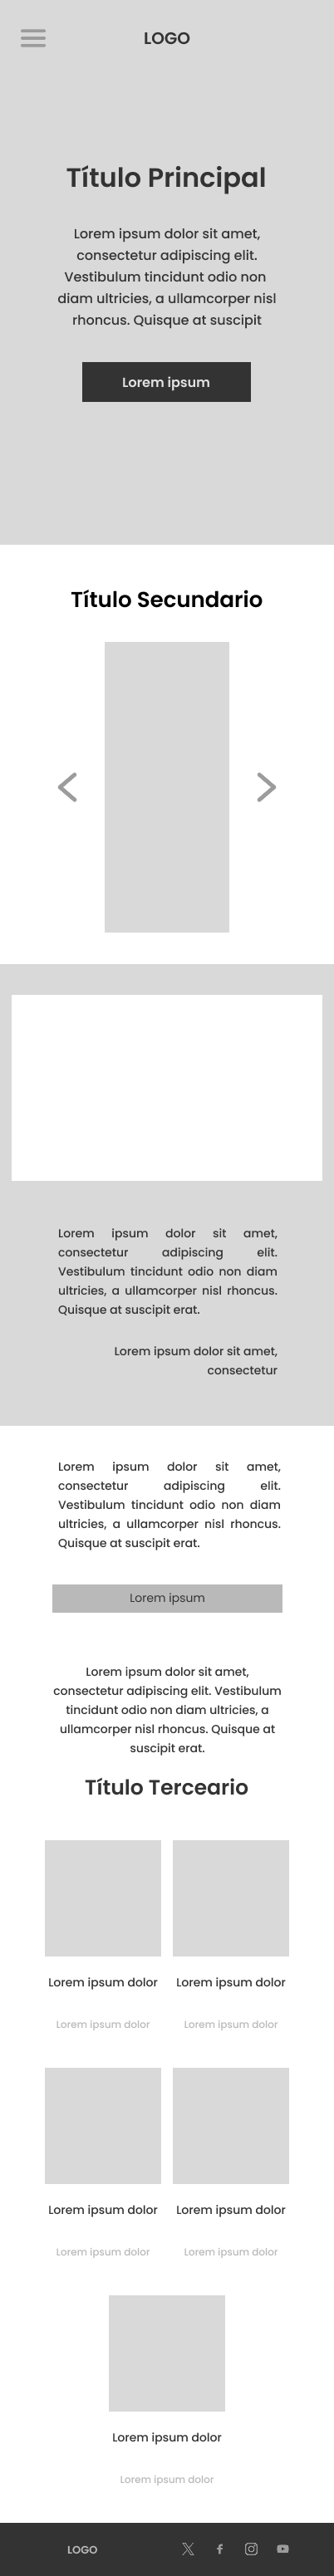 LOGO
Título Principal
Lorem ipsum dolor sit amet,
consectetur adipiscing elit.
Vestibulum tincidunt odio non
diam ultricies, a ullamcorper nisl
rhoncus. Quisque at suscipit
Lorem ipsum
Título Secundario
Lorem ipsum dolor sit amet,
consectetur adipiscing elit.
Vestibulum tincidunt odio non diam
ultricies, a ullamcorper nisl rhoncus.
Quisque at suscipit erat.
Lorem ipsum dolor sit amet,
consectetur
Lorem ipsum dolor sit amet,
consectetur adipiscing elit.
Vestibulum tincidunt odio non diam
ultricies, a ullamcorper nisl rhoncus.
Quisque at suscipit erat.
Lorem ipsum
Lorem ipsum dolor sit amet,
consectetur adipiscing elit. Vestibulum
tincidunt odio non diam ultricies, a
ullamcorper nisl rhoncus. Quisque at
suscipit erat.
Título Terceario
Lorem ipsum dolor Lorem ipsum dolor
Lorem ipsum dolor Lorem ipsum dolor
Lorem ipsum dolor Lorem ipsum dolor
Lorem ipsum dolor Lorem ipsum dolor
Lorem ipsum dolor
Lorem ipsum dolor
LOGO